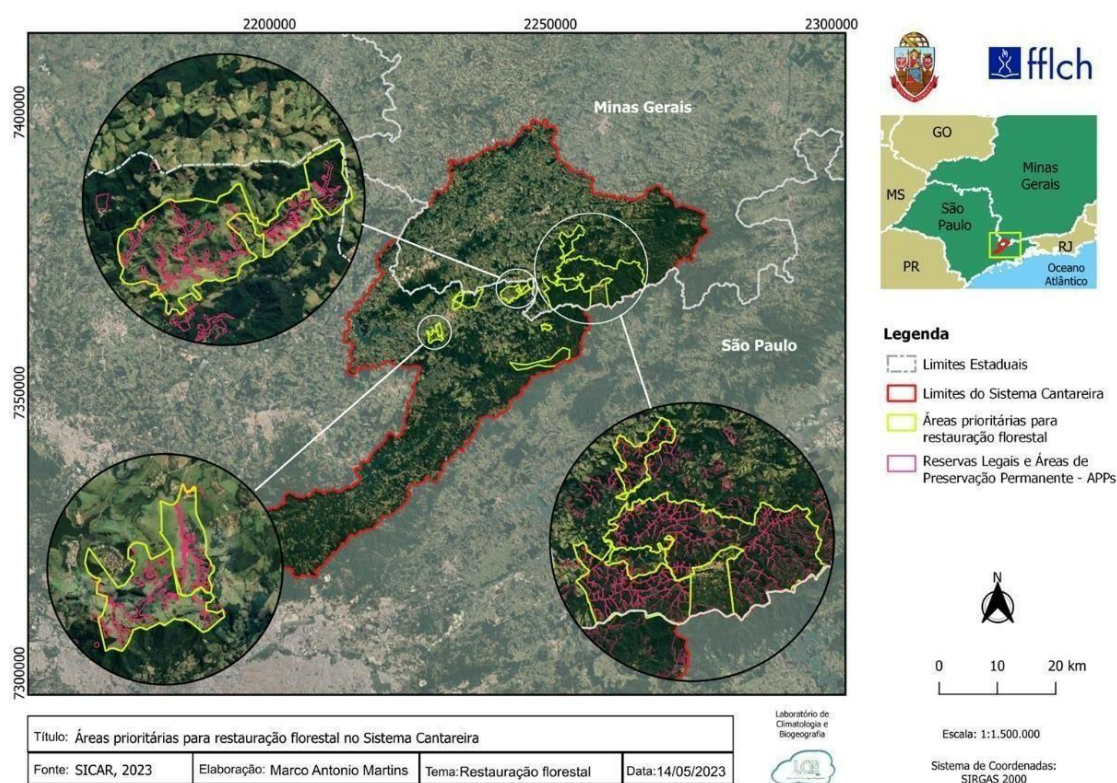 2200000
2250000
2300000
7400000
7350000
7300000
Minas Gerais
São Paulo
fflch
GO
MS
Minas
Gerais
São
Paulo
RJ
PR
Oceano
Atlântico
Legenda
Limites Estaduais
Limites do Sistema Cantareira
Áreas prioritárias para
restauração florestal
Reservas Legais e Áreas de
Preservação Permanente - APPs
N
0 10 20 km
Escala: 1:1.500.000
Sistema de Coordenadas:
SIRGAS 2000
Título: Áreas prioritárias para restauração florestal no Sistema Cantareira
Fonte: SICAR, 2023
Elaboração: Marco Antonio Martins
Tema:Restauração florestal
Data:14/05/2023
Laboratório de
Climatologia e
Biogeografia
LCB